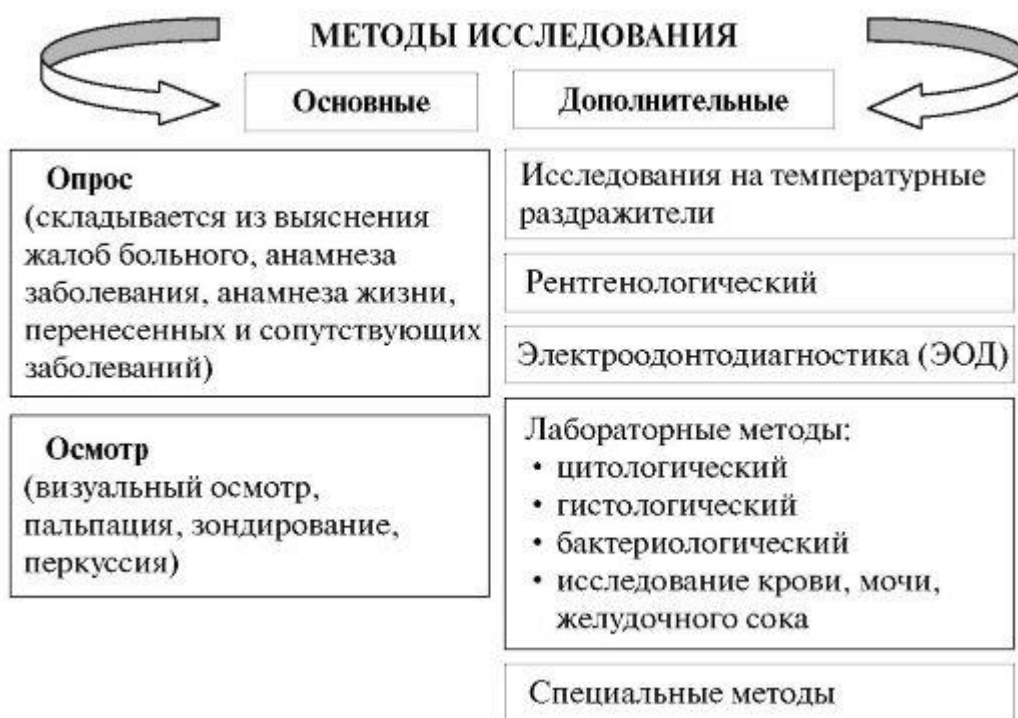 МЕТОДЫ ИССЛЕДОВАНИЯ
Основные
Дополнительные
Опрос
(складывается из выяснения
жалоб больного, анамнеза
заболевания, анамнеза жизни,
перенесенных и сопутствующих
заболеваний)
Осмотр
(визуальный осмотр,
пальпация, зондирование,
перкуссия)
Исследования на температурные
раздражители
Рентгенологический
Электроодонтодиагностика (ЭОД)
Лабораторные методы:
• цитологический
• гистологический
• бактериологический
• исследование крови, мочи,
желудочного сока
Специальные методы